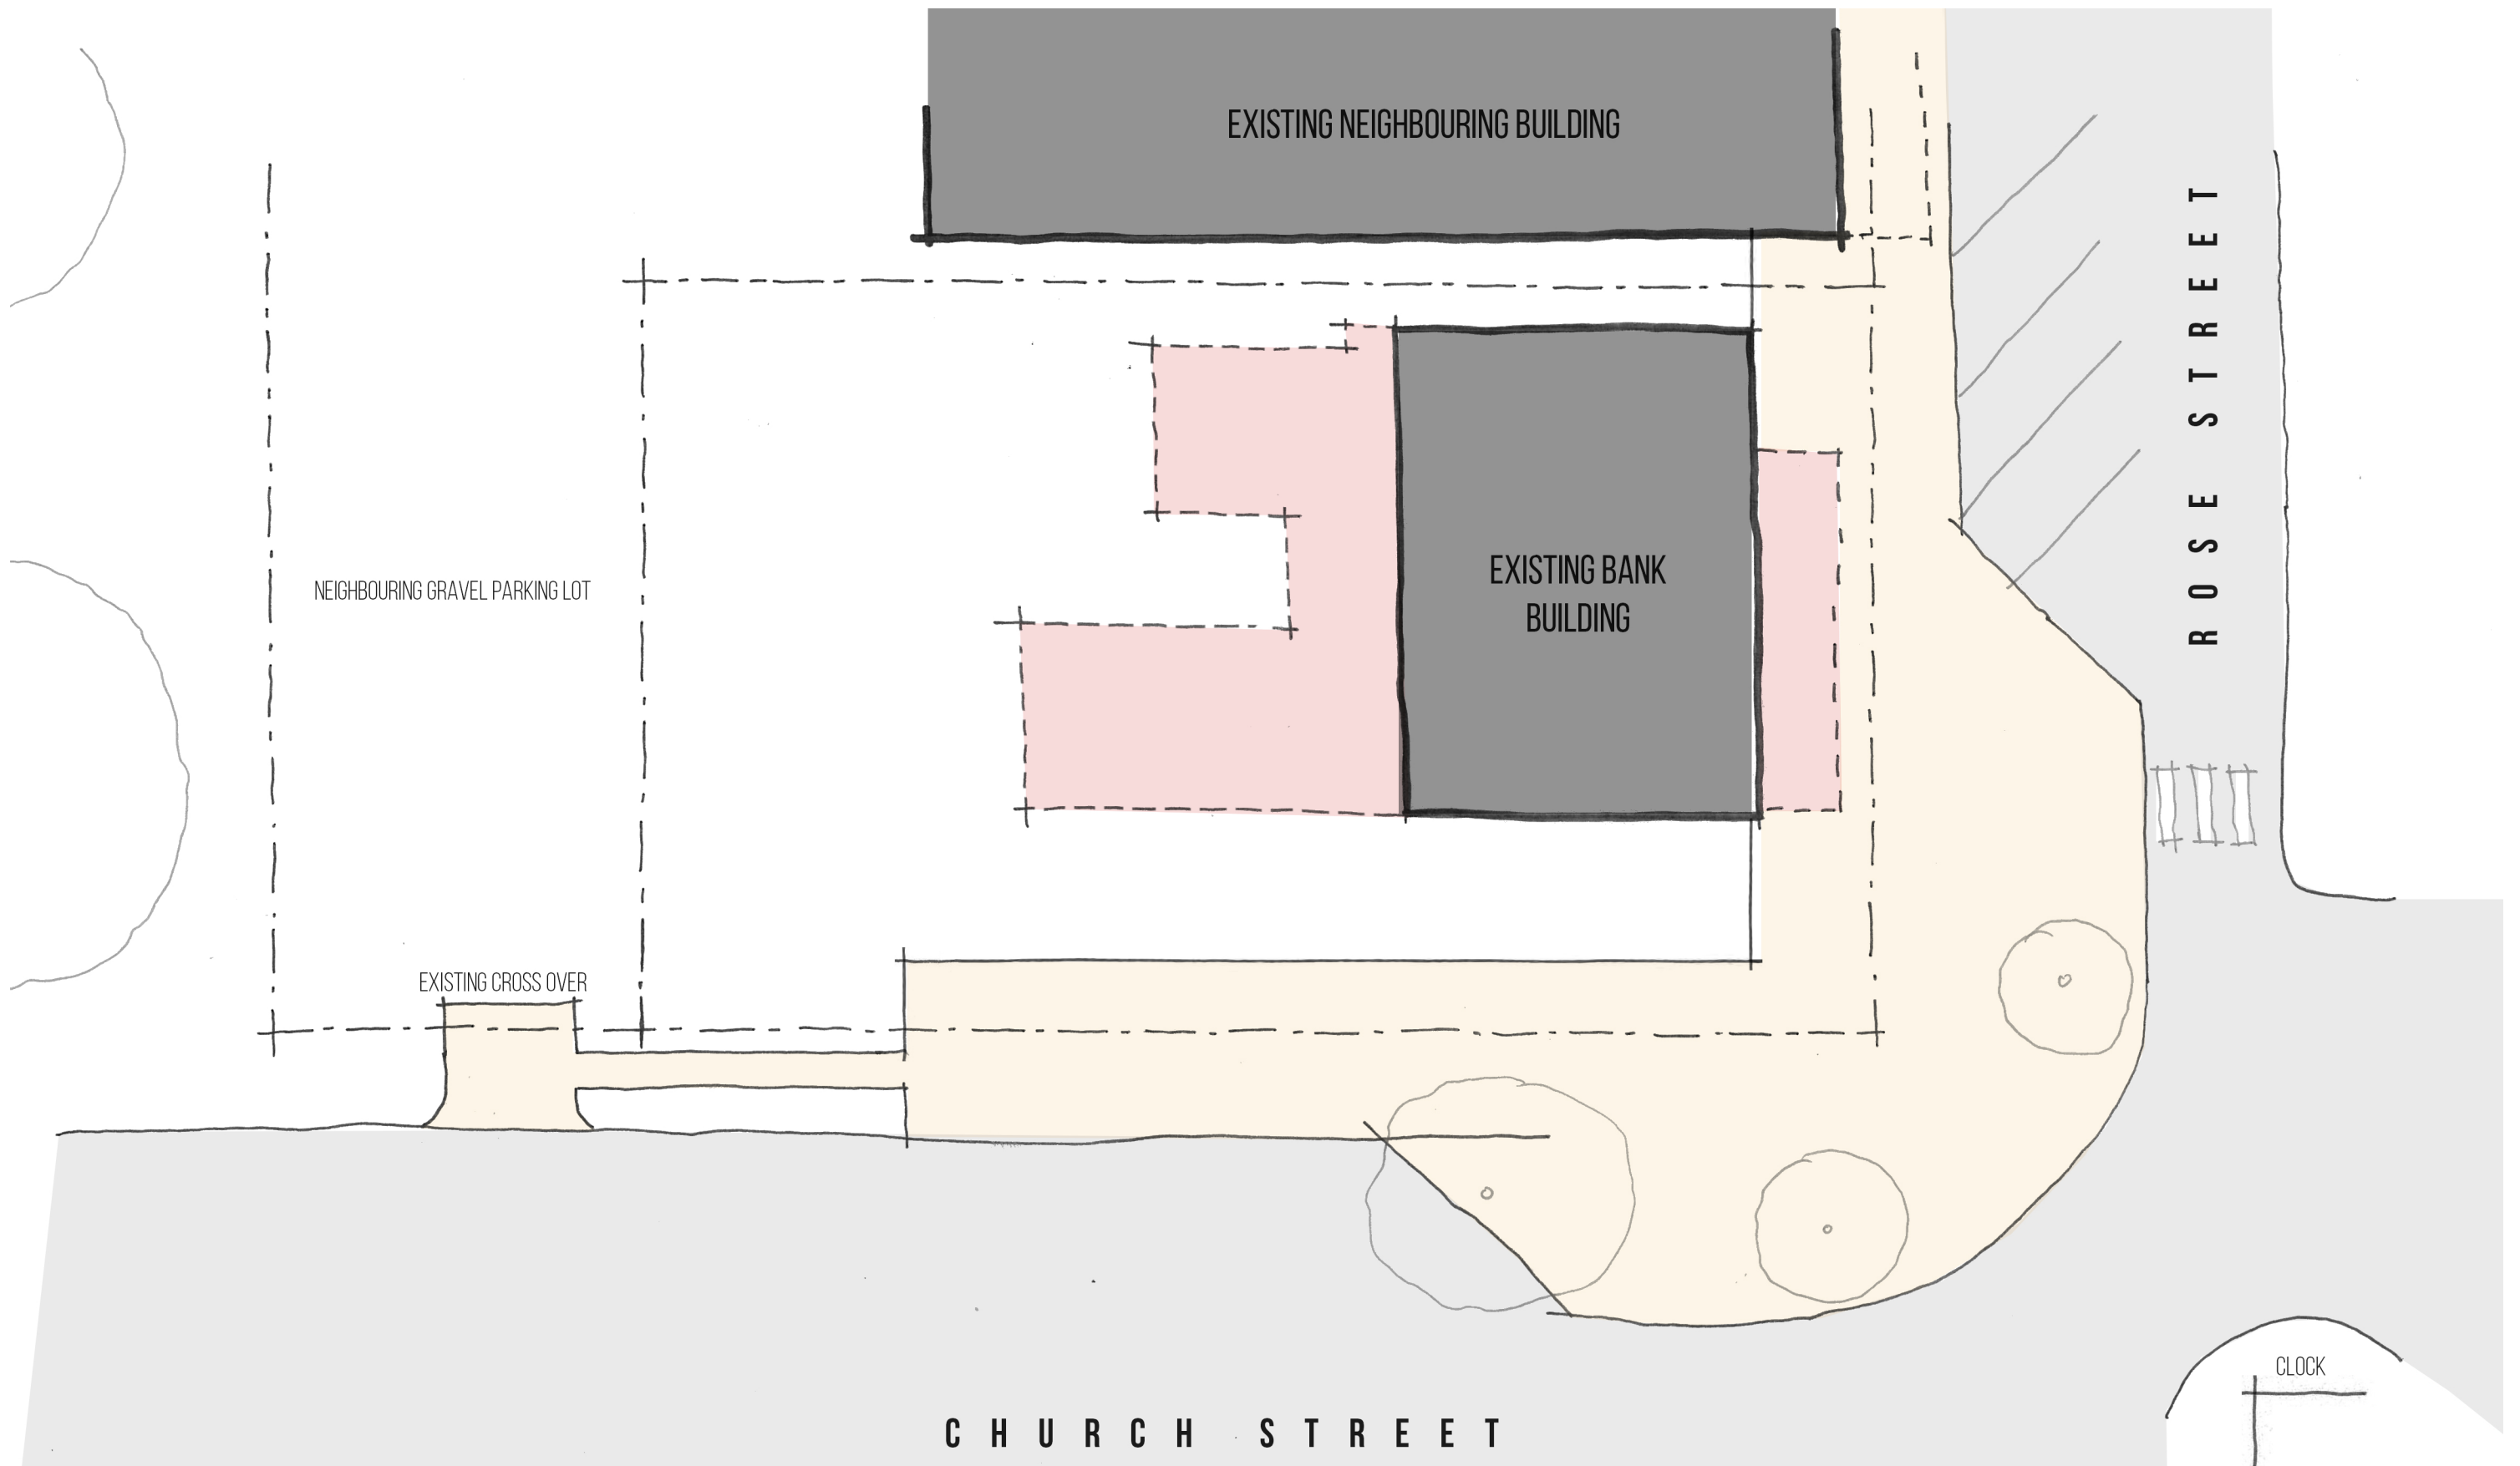 EXISTING NEIGHBOURING BUILDING
ROSE STREET
EXISTING BANK
BUILDING
NEIGHBOURING GRAVEL PARKING LOT
EXISTING CROSS OVER
CLOCK
CHURCH STREET